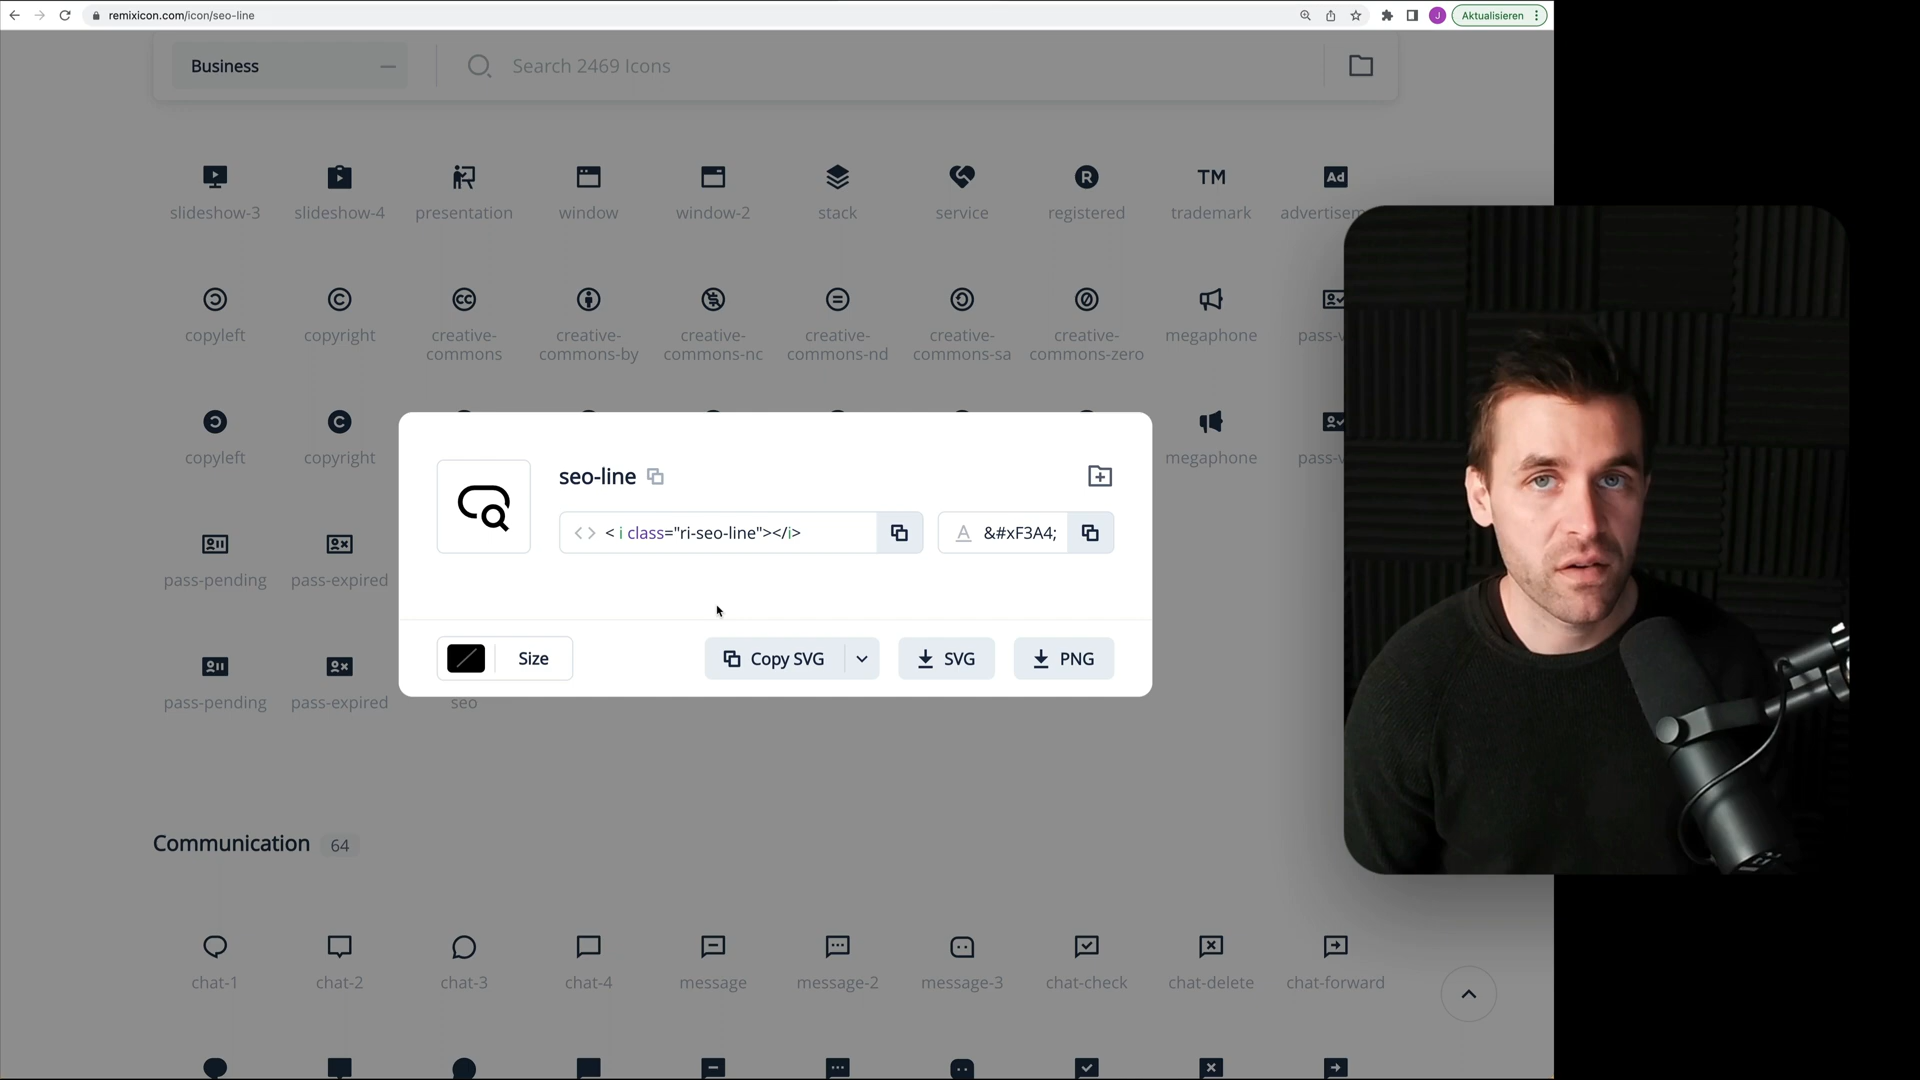 remixicon.com/icon/seo-line
J
Aktualisieren
Business
Search 2469 Icons
Ad
TM
R
slideshow-3 slideshow-4 presentation window window-2 stack service registered trademark
copyleft copyright creative-commons creative-commons-by creative-commons-nc creative-commons-nd creative-commons-sa creative-commons-zero megaphone
copyleft copyright megaphone
seo-line
< i class="ri-seo-line"></i>
A &#xF3A4;
pass-pending pass-expired
Size Copy SVG SVG PNG
pass-pending pass-expired seo
Communication 64
chat-1 chat-2 chat-3 chat-4 message message-2 message-3 chat-check chat-delete chat-forward